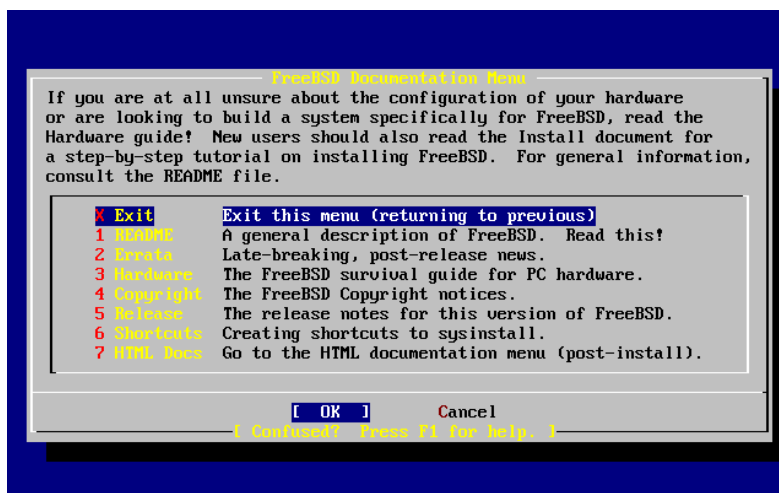 FreeBSD Documentation Menu
If you are at all unsure about the configuration of your hardware
or are looking to build a system specifically for FreeBSD, read the
Hardware guide!  New users should also read the Install document for
a step-by-step tutorial on installing FreeBSD.  For general information,
consult the README file.
X Exit Exit this menu (returning to previous)
1 README A general description of FreeBSD.  Read this!
2 Errata Late-breaking, post-release news.
3 Hardware The FreeBSD survival guide for PC hardware.
4 Copyright The FreeBSD Copyright notices.
5 Release The release notes for this version of FreeBSD.
6 Shortcuts Creating shortcuts to sysinstall.
7 HTML Docs Go to the HTML documentation menu (post-install).
[ OK ] Cancel
[ Confused? Press F1 for help. ]